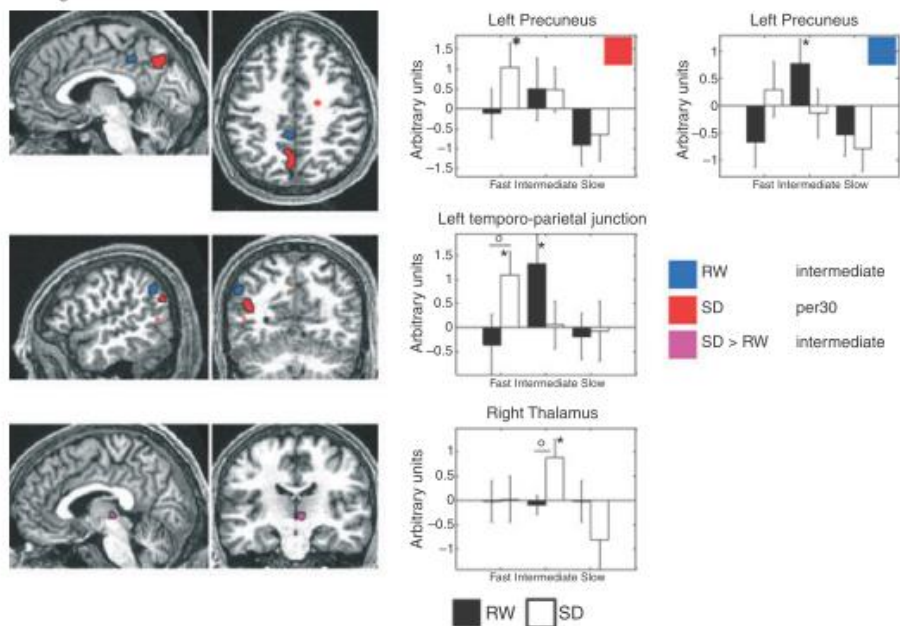 Left Precuneus
Arbitrary units
1.5
1
0.5
0
−0.5
−1
−1.5
*
Fast Intermediate Slow
Left Precuneus
Arbitrary units
1
0.5
0
−0.5
−1
*
Fast Intermediate Slow
Left temporo-parietal junction
Arbitrary units
1.5
1
0.5
0
−0.5
o
*
*
Fast Intermediate Slow
RW intermediate
SD per30
SD > RW intermediate
Right Thalamus
Arbitrary units
1
0.5
0
−0.5
−1
o
*
Fast Intermediate Slow
RW SD